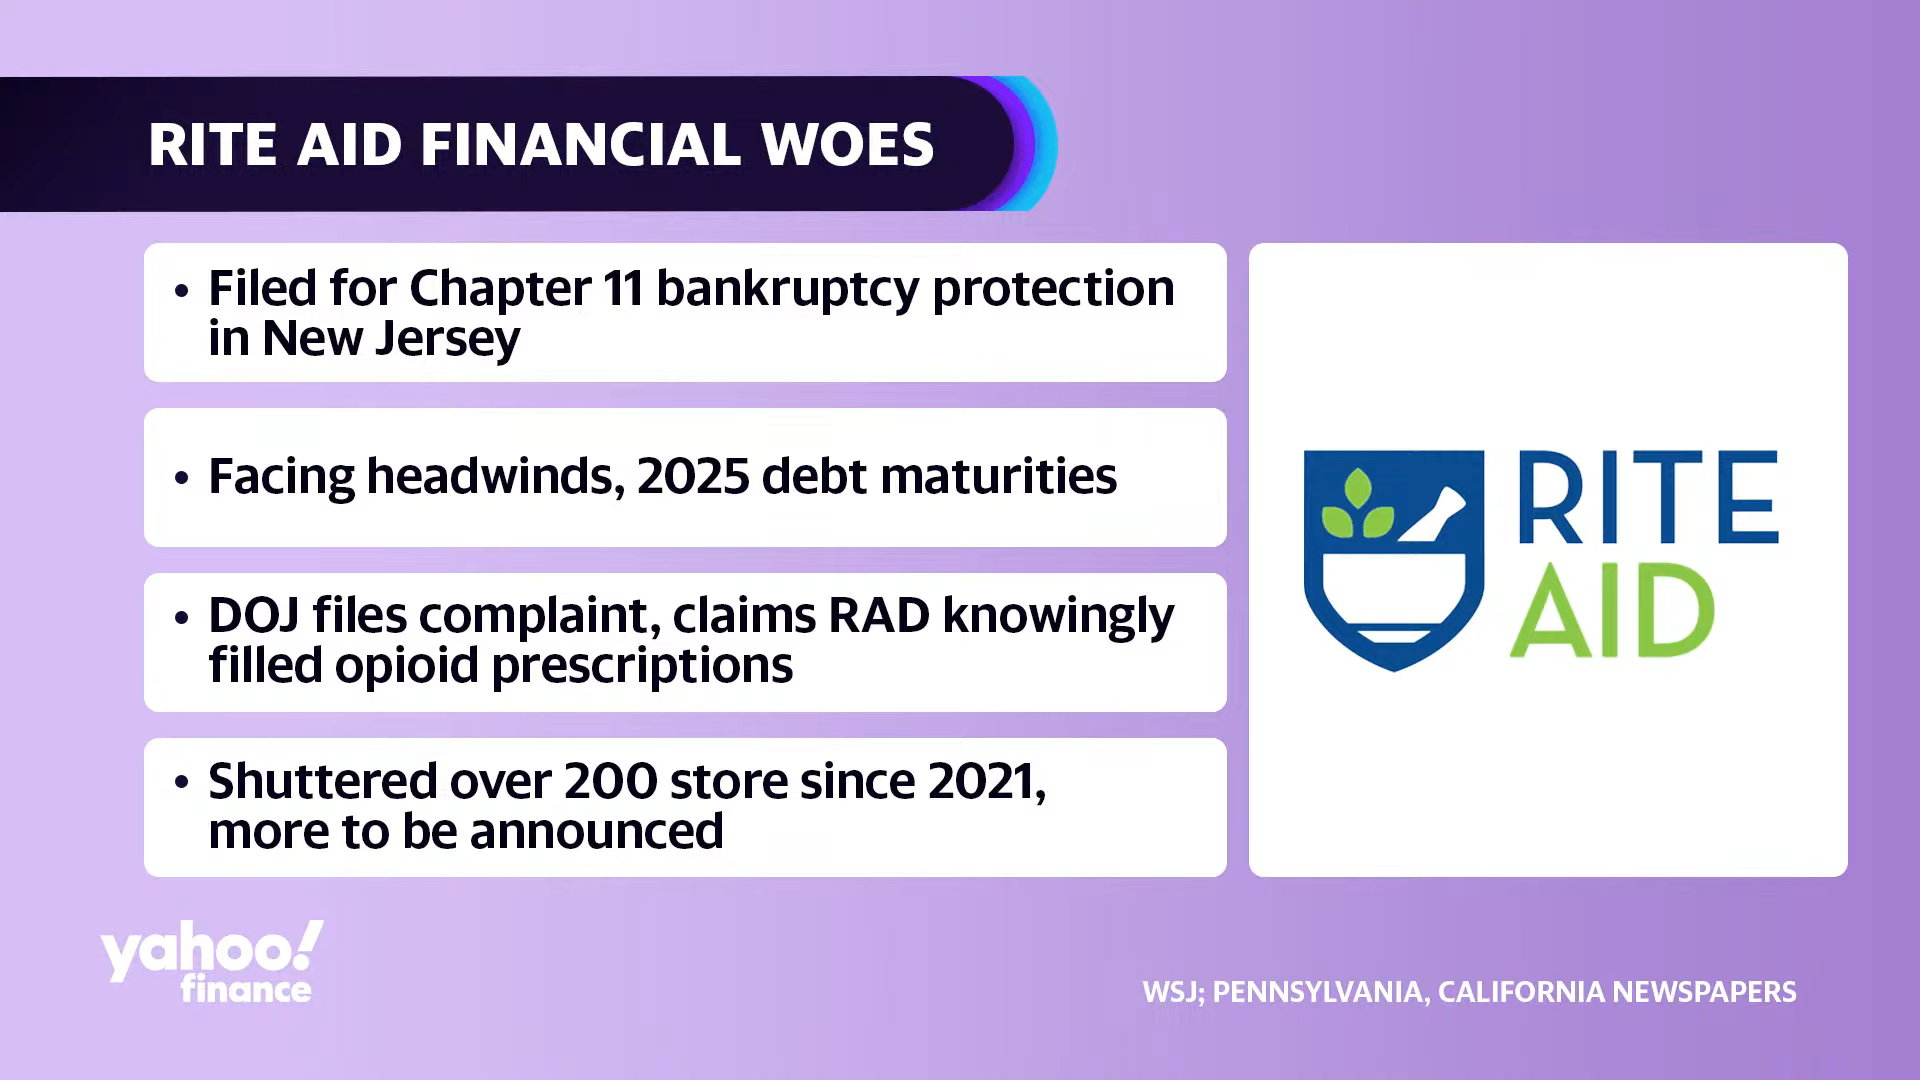 RITE AID FINANCIAL WOES
• Filed for Chapter 11 bankruptcy protection
in New Jersey
• Facing headwinds, 2025 debt maturities
• DOJ files complaint, claims RAD knowingly
filled opioid prescriptions
• Shuttered over 200 store since 2021,
more to be announced
RITE
AID
yahoo!
finance
WSJ; PENNSYLVANIA, CALIFORNIA NEWSPAPERS